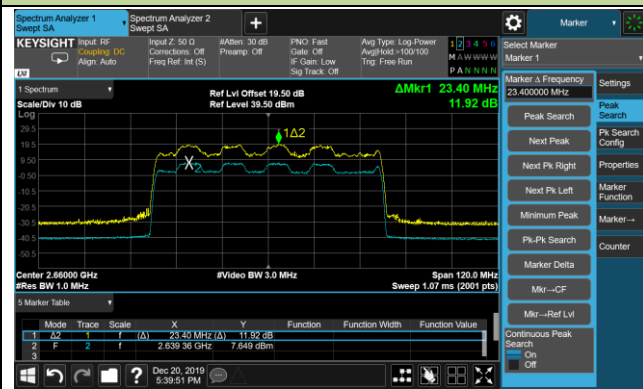 Spectrum Analyzer 1
Swept SA
Spectrum Analyzer 2
Swept SA
+
Marker
KEYSIGHT
Input: RF
Coupling: DC
Align: Auto
Input Z: 50 Ω
Corrections: Off
Freq Ref: Int (S)
#Atten: 30 dB
Preamp: Off
PNO: Fast
Gate: Off
IF Gain: Low
Sig Track: Off
Avg Type: Log-Power
Avg|Hold:>100/100
Trig: Free Run
1 2 3 4 5 6
M A W W W W
P A N N N N
LXI
Select Marker
Marker 1
1 Spectrum
Scale/Div 10 dB
Log
Ref Lvl Offset 19.50 dB
Ref Level 39.50 dBm
ΔMkr1 23.40 MHz
11.92 dB
29.5
19.5
9.50
-0.5
-10.5
-20.5
-30.5
-40.5
-50.5
1Δ2
X2
Center 2.66000 GHz
#Res BW 1.0 MHz
#Video BW 3.0 MHz
Span 120.0 MHz
Sweep 1.07 ms (2001 pts)
5 Marker Table
Mode Trace Scale X Y Function Function Width Function Value
1 Δ2 1 f (Δ) 23.40 MHz (Δ) 11.92 dB
2 F 2 f 2.639 36 GHz 7.649 dBm
3
Marker Δ Frequency
23.400000 MHz
Peak Search
Next Peak
Next Pk Right
Next Pk Left
Minimum Peak
Pk-Pk Search
Marker Delta
Mkr→CF
Mkr→Ref Lvl
Continuous Peak
Search
On
Off
Settings
Peak
Search
Pk Search
Config
Properties
Marker
Function
Marker→
Counter
?
Dec 20, 2019
5:39:51 PM